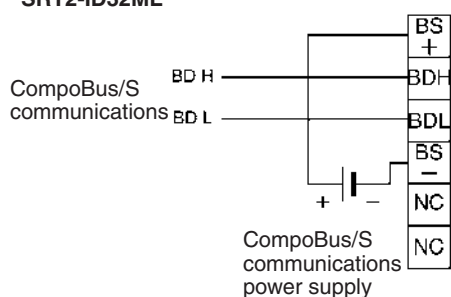 SRT2-ID32ML
BS
+
BD H
BDH
CompoBus/S
communications
BD L
BDL
BS
–
+ –
NC
CompoBus/S
communications
power supply
NC